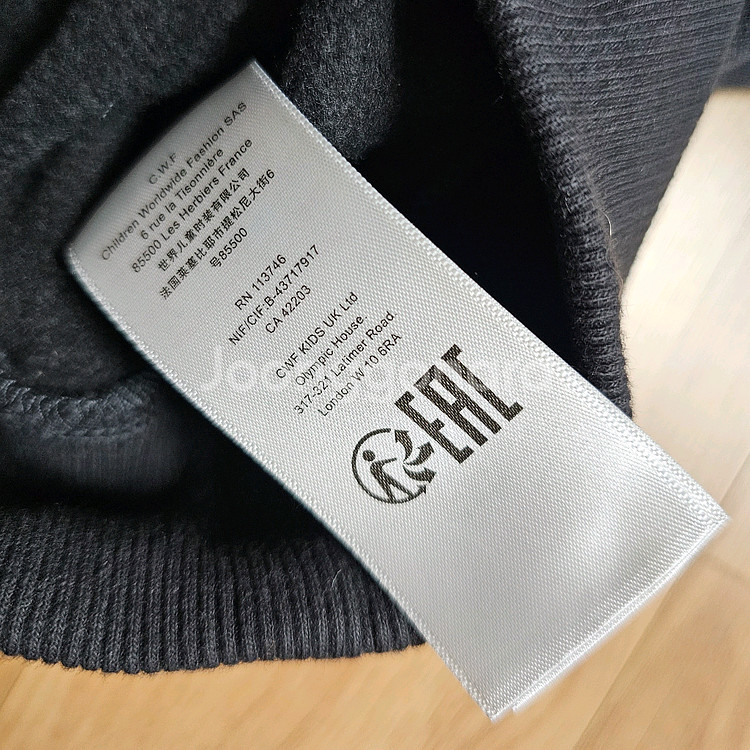 C.W.F
Children Worldwide Fashion SAS
6 rue la Tisonnière
85500 Les Herbiers France
世界儿童时装有限公司
法国莱塞比耶市提松尼大街6
号85500
RN 113746
NIF/CIF:B-43717917
CA 42203
CWF KIDS UK Ltd
Olympic House.
317-321 Latimer Road.
London W 10 6RA
EAC